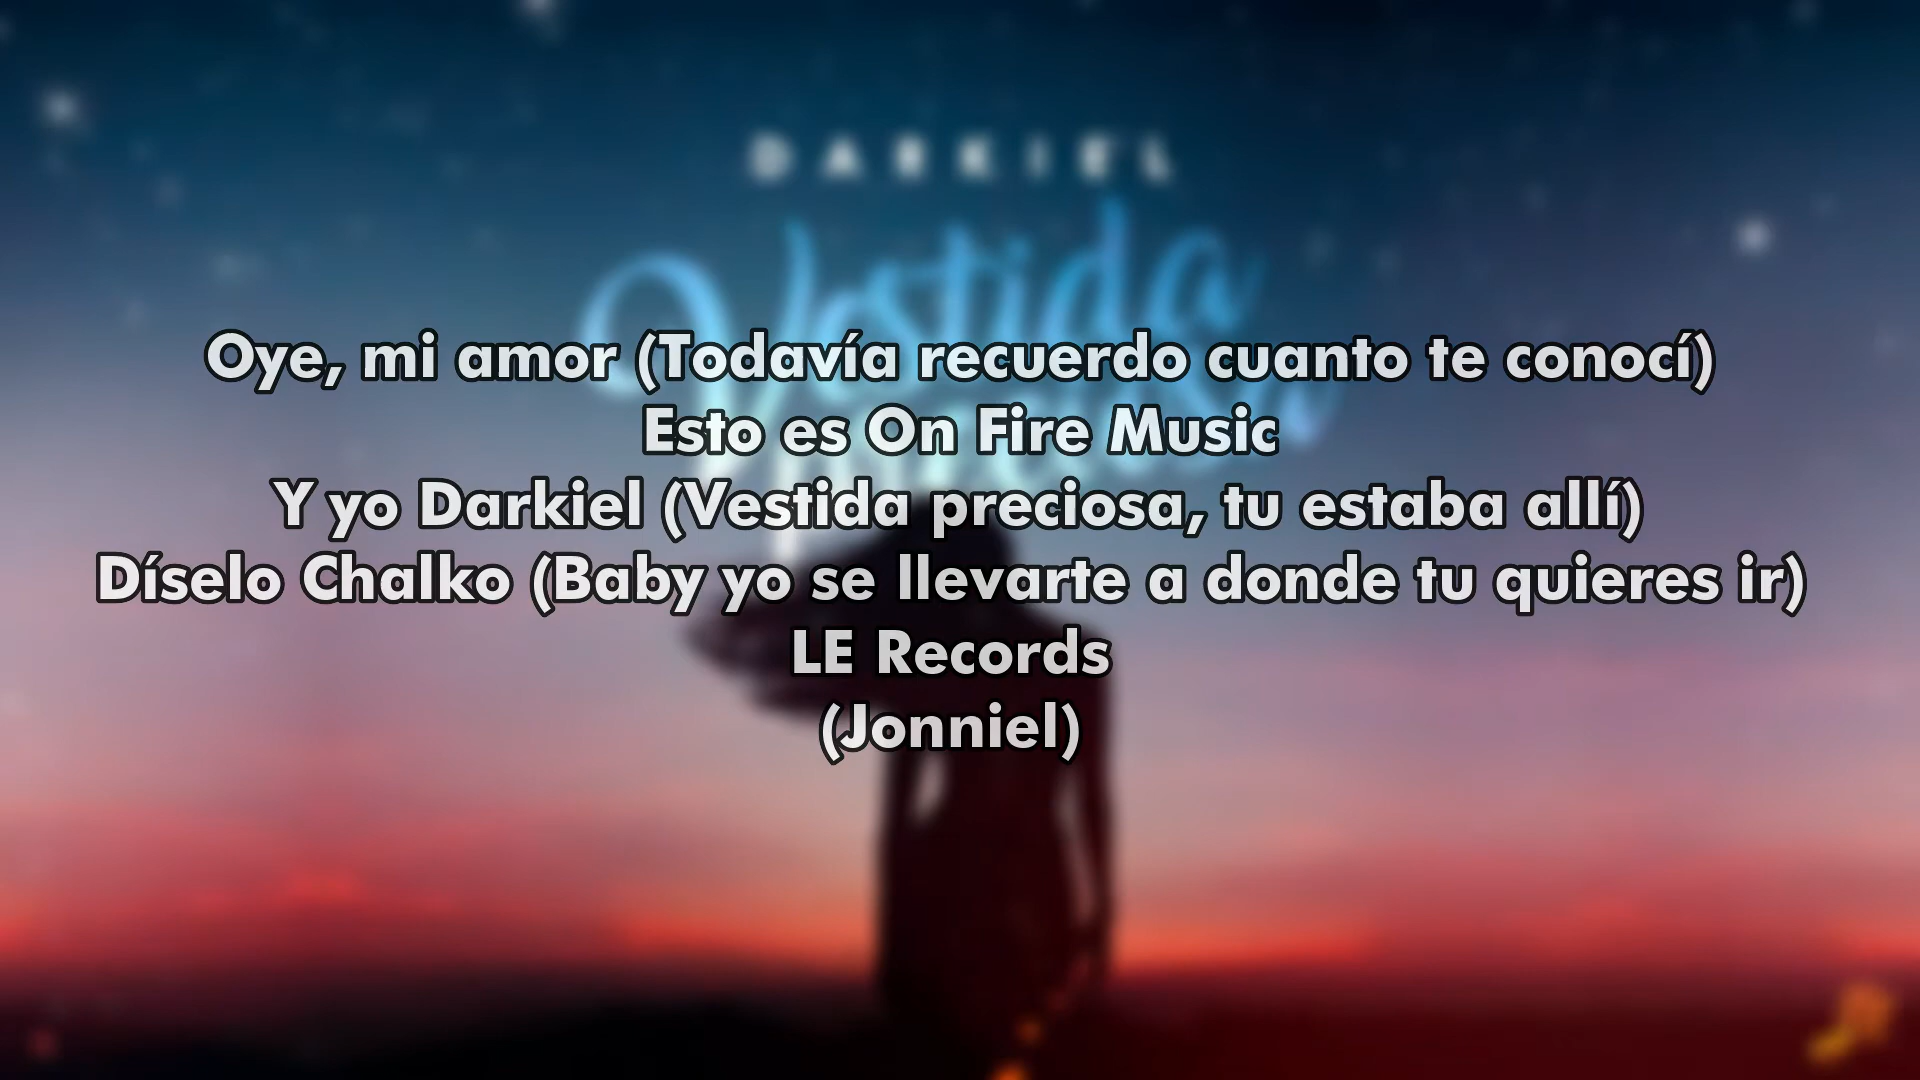 DARKIEL
Vestida
Oye, mi amor (Todavía recuerdo cuanto te conocí)
Esto es On Fire Music
Y yo Darkiel (Vestida preciosa, tu estaba allí)
Díselo Chalko (Baby yo se llevarte a donde tu quieres ir)
LE Records
(Jonniel)